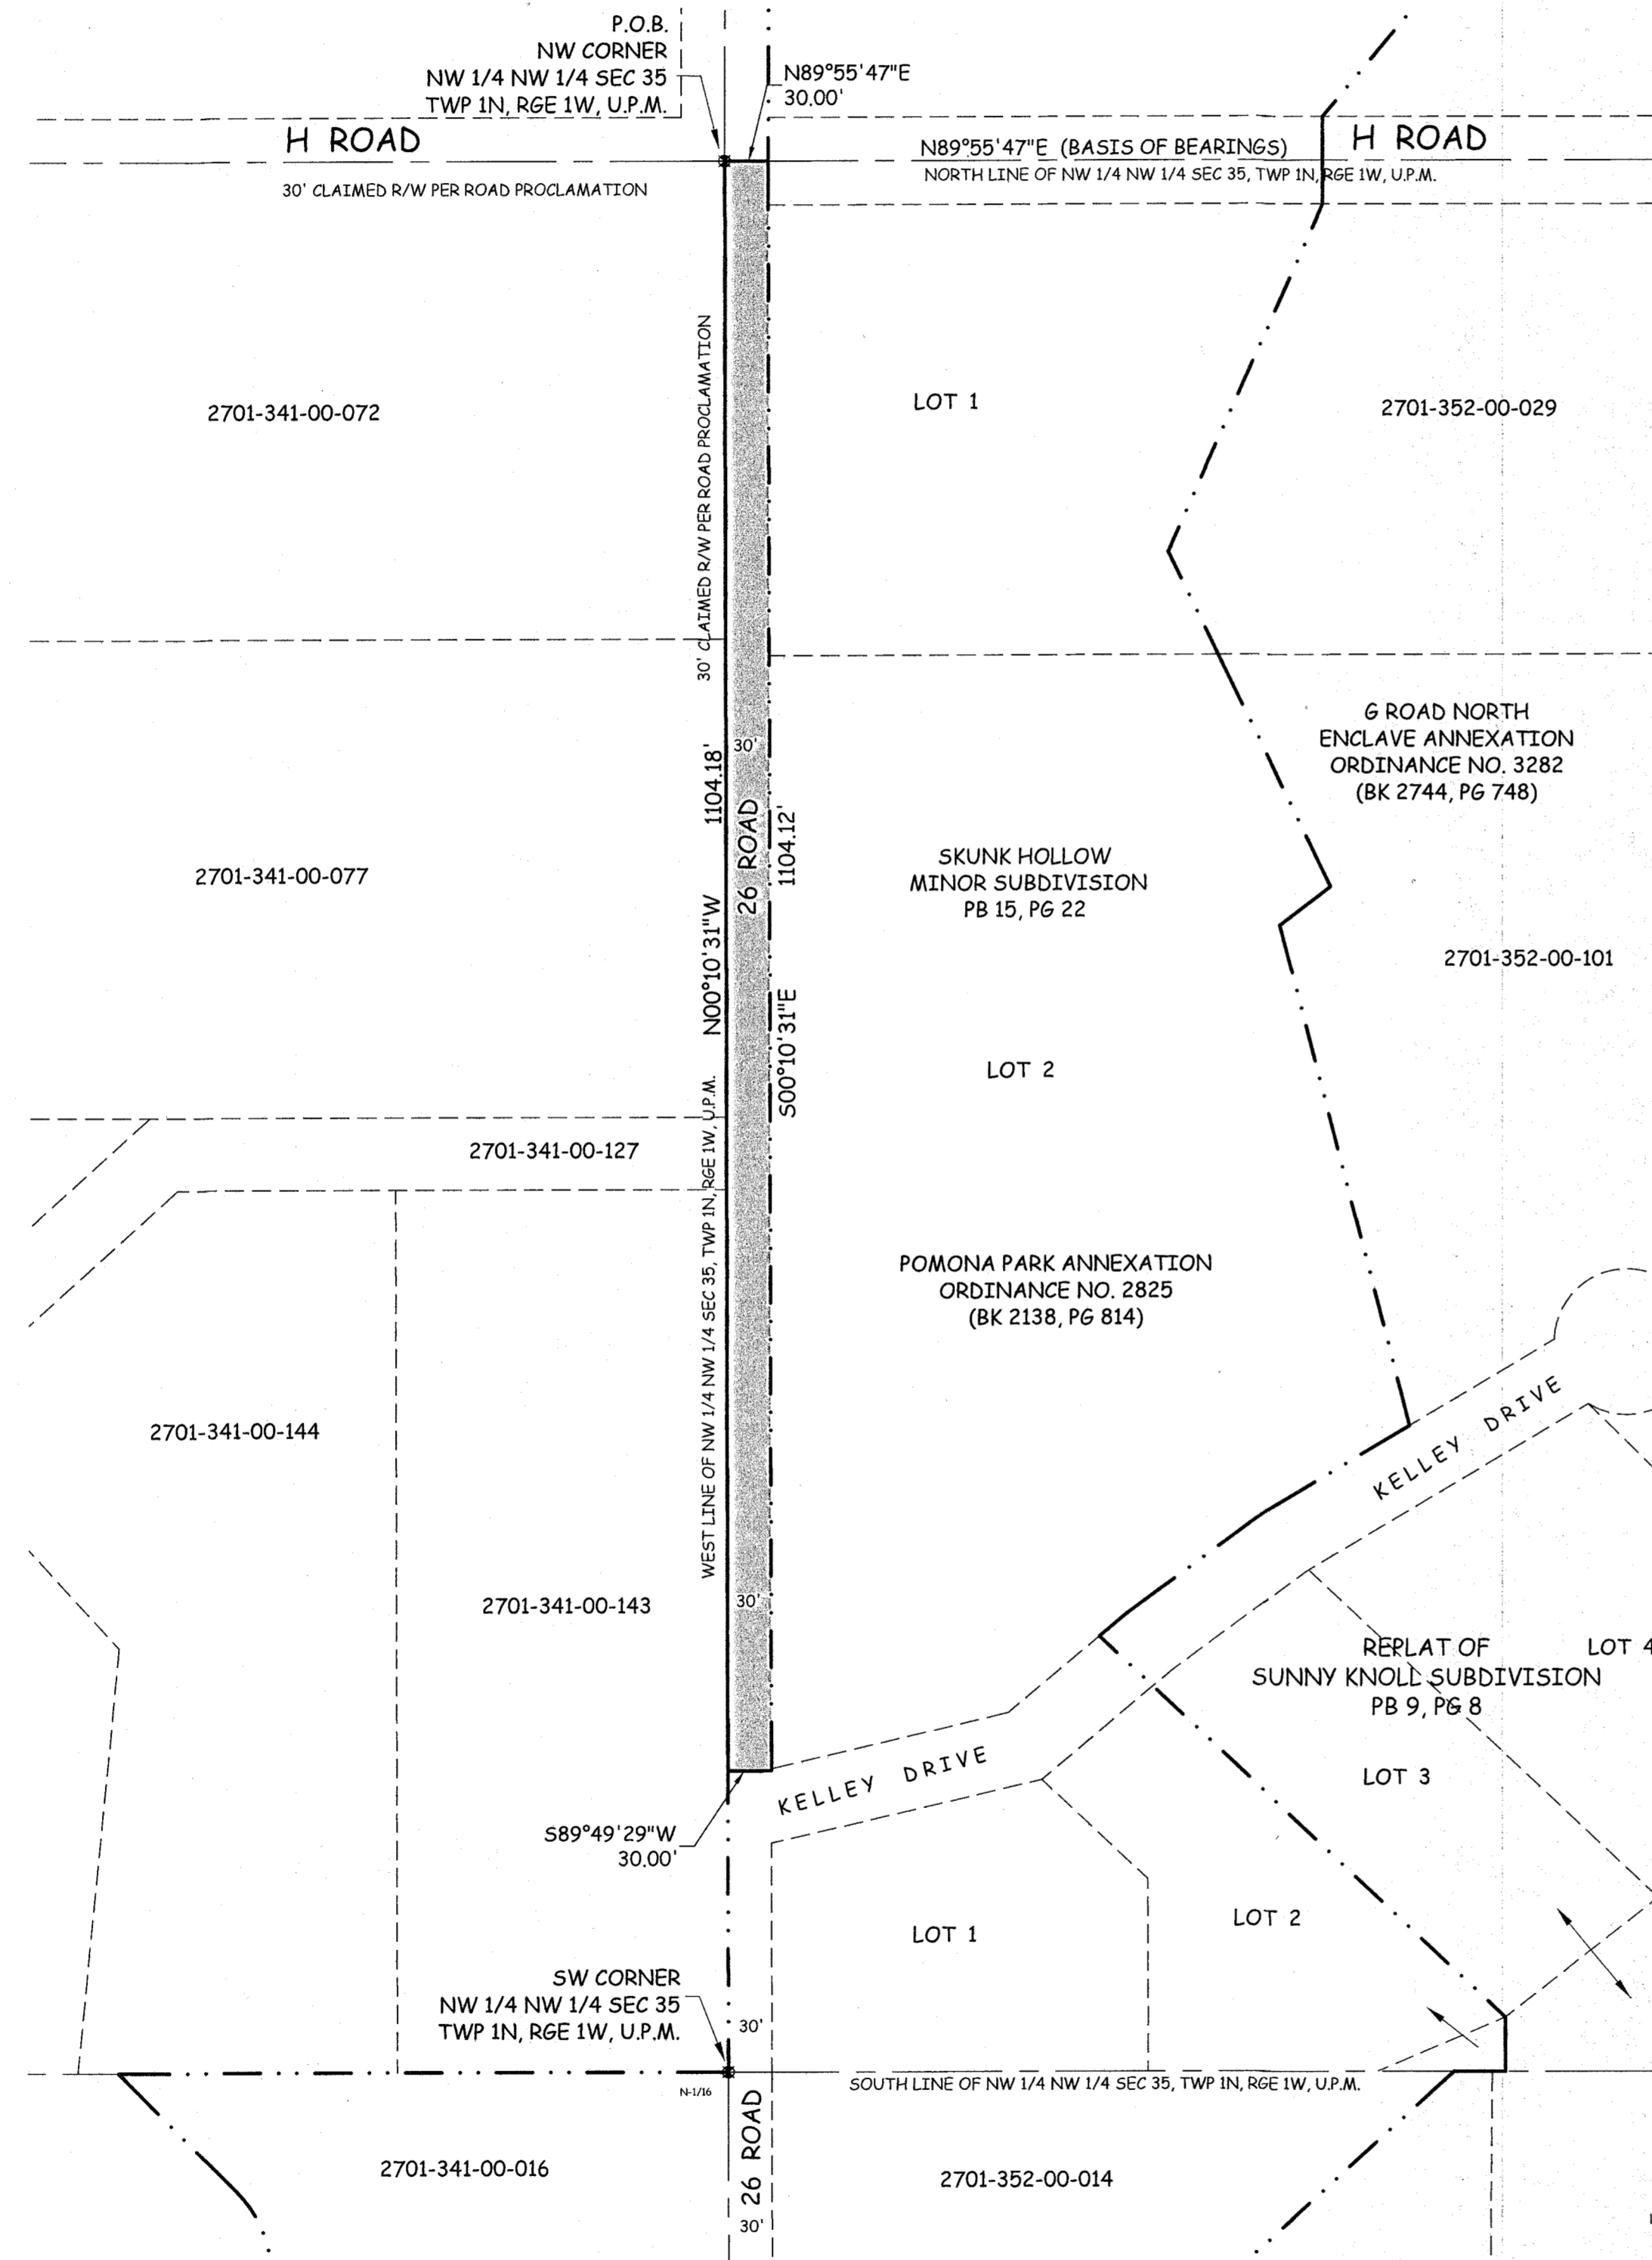 P.O.B.
NW CORNER
NW 1/4 NW 1/4 SEC 35
TWP 1N, RGE 1W, U.P.M.
N89°55'47"E
30.00'
H ROAD
30' CLAIMED R/W PER ROAD PROCLAMATION
N89°55'47"E (BASIS OF BEARINGS)
NORTH LINE OF NW 1/4 NW 1/4 SEC 35, TWP 1N, RGE 1W, U.P.M.
H ROAD
30' CLAIMED R/W PER ROAD PROCLAMATION
2701-341-00-072
LOT 1
2701-352-00-029
G ROAD NORTH
ENCLAVE ANNEXATION
ORDINANCE NO. 3282
(BK 2744, PG 748)
30'
26 ROAD
N00°10'31"W 1104.18'
S00°10'31"E 1104.12'
2701-341-00-077
SKUNK HOLLOW
MINOR SUBDIVISION
PB 15, PG 22
2701-352-00-101
LOT 2
2701-341-00-127
WEST LINE OF NW 1/4 NW 1/4 SEC 35, TWP 1N, RGE 1W, U.P.M.
POMONA PARK ANNEXATION
ORDINANCE NO. 2825
(BK 2138, PG 814)
2701-341-00-144
KELLEY DRIVE
2701-341-00-143
30'
REPLAT OF
SUNNY KNOLL SUBDIVISION
PB 9, PG 8
LOT 4
KELLEY DRIVE
LOT 3
S89°49'29"W
30.00'
LOT 1
LOT 2
SW CORNER
NW 1/4 NW 1/4 SEC 35
TWP 1N, RGE 1W, U.P.M.
30'
N-1/16
SOUTH LINE OF NW 1/4 NW 1/4 SEC 35, TWP 1N, RGE 1W, U.P.M.
26 ROAD
2701-341-00-016
2701-352-00-014
30'